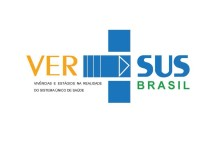 VER SUS
BRASIL
VIVÊNCIAS E ESTÁGIOS NA REALIDADE
DO SISTEMA ÚNICO DE SAÚDE